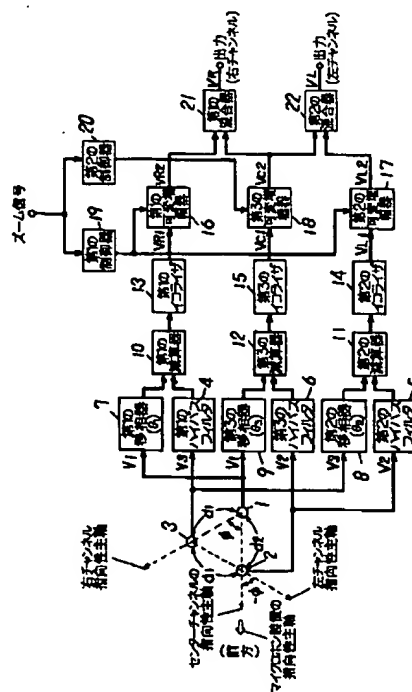 ズーム信号
19
第1の制御器
20
第2の制御器
7
第1の移相器(θ1)
V1
10
第1の減算器
13
第1のイコライザ
VR1
第1の可変増幅器
16
VR2
21
第1の混合器
VR
出力
(右チャンネル)
V3
第1のハイパスフィルタ
4
V1
第3の移相器(θ3)
9
12
第3の減算器
15
第3のイコライザ
VC1
第3の可変増幅器
18
VC2
V2
第3のハイパスフィルタ
6
22
第2の混合器
VL
出力
(左チャンネル)
V3
第2の移相器(θ2)
8
11
第2の減算器
14
第2のイコライザ
VL1
第2の可変増幅器
17
VL2
V2
第2のハイパスフィルタ
5
右チャンネル指向性主軸
3
d1
φ
1
センターチャンネルの指向性主軸
d1
d2
2
-φ
(前方)
マイクロホン装置の指向性主軸
左チャンネル指向性主軸